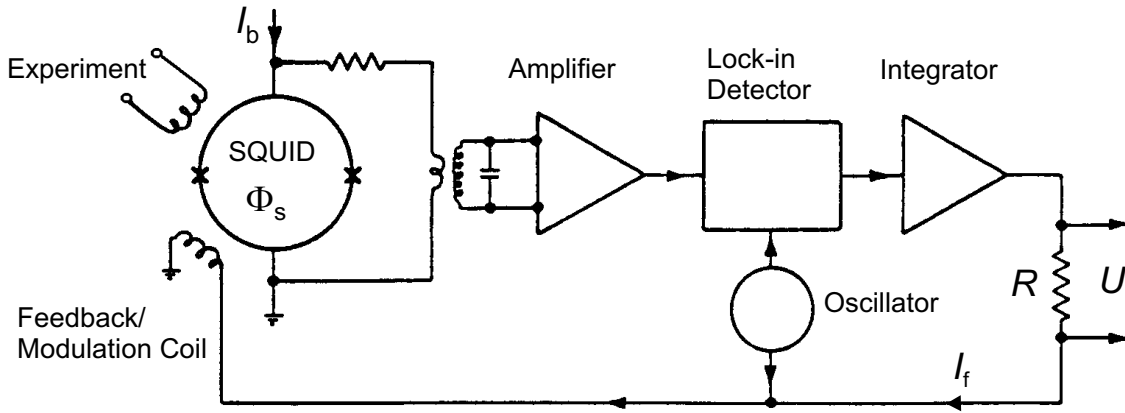 I_b
Experiment
SQUID
Φ_s
Amplifier
Lock-in
Detector
Integrator
Oscillator
R
U
I_f
Feedback/
Modulation Coil